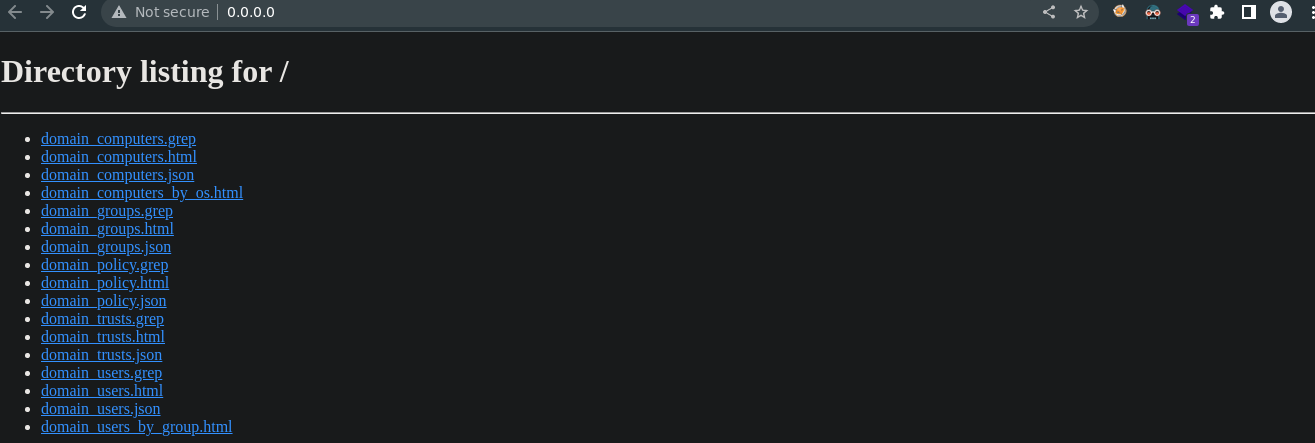 Not secure 0.0.0.0
2
Directory listing for /
domain_computers.grep
domain_computers.html
domain_computers.json
domain_computers_by_os.html
domain_groups.grep
domain_groups.html
domain_groups.json
domain_policy.grep
domain_policy.html
domain_policy.json
domain_trusts.grep
domain_trusts.html
domain_trusts.json
domain_users.grep
domain_users.html
domain_users.json
domain_users_by_group.html